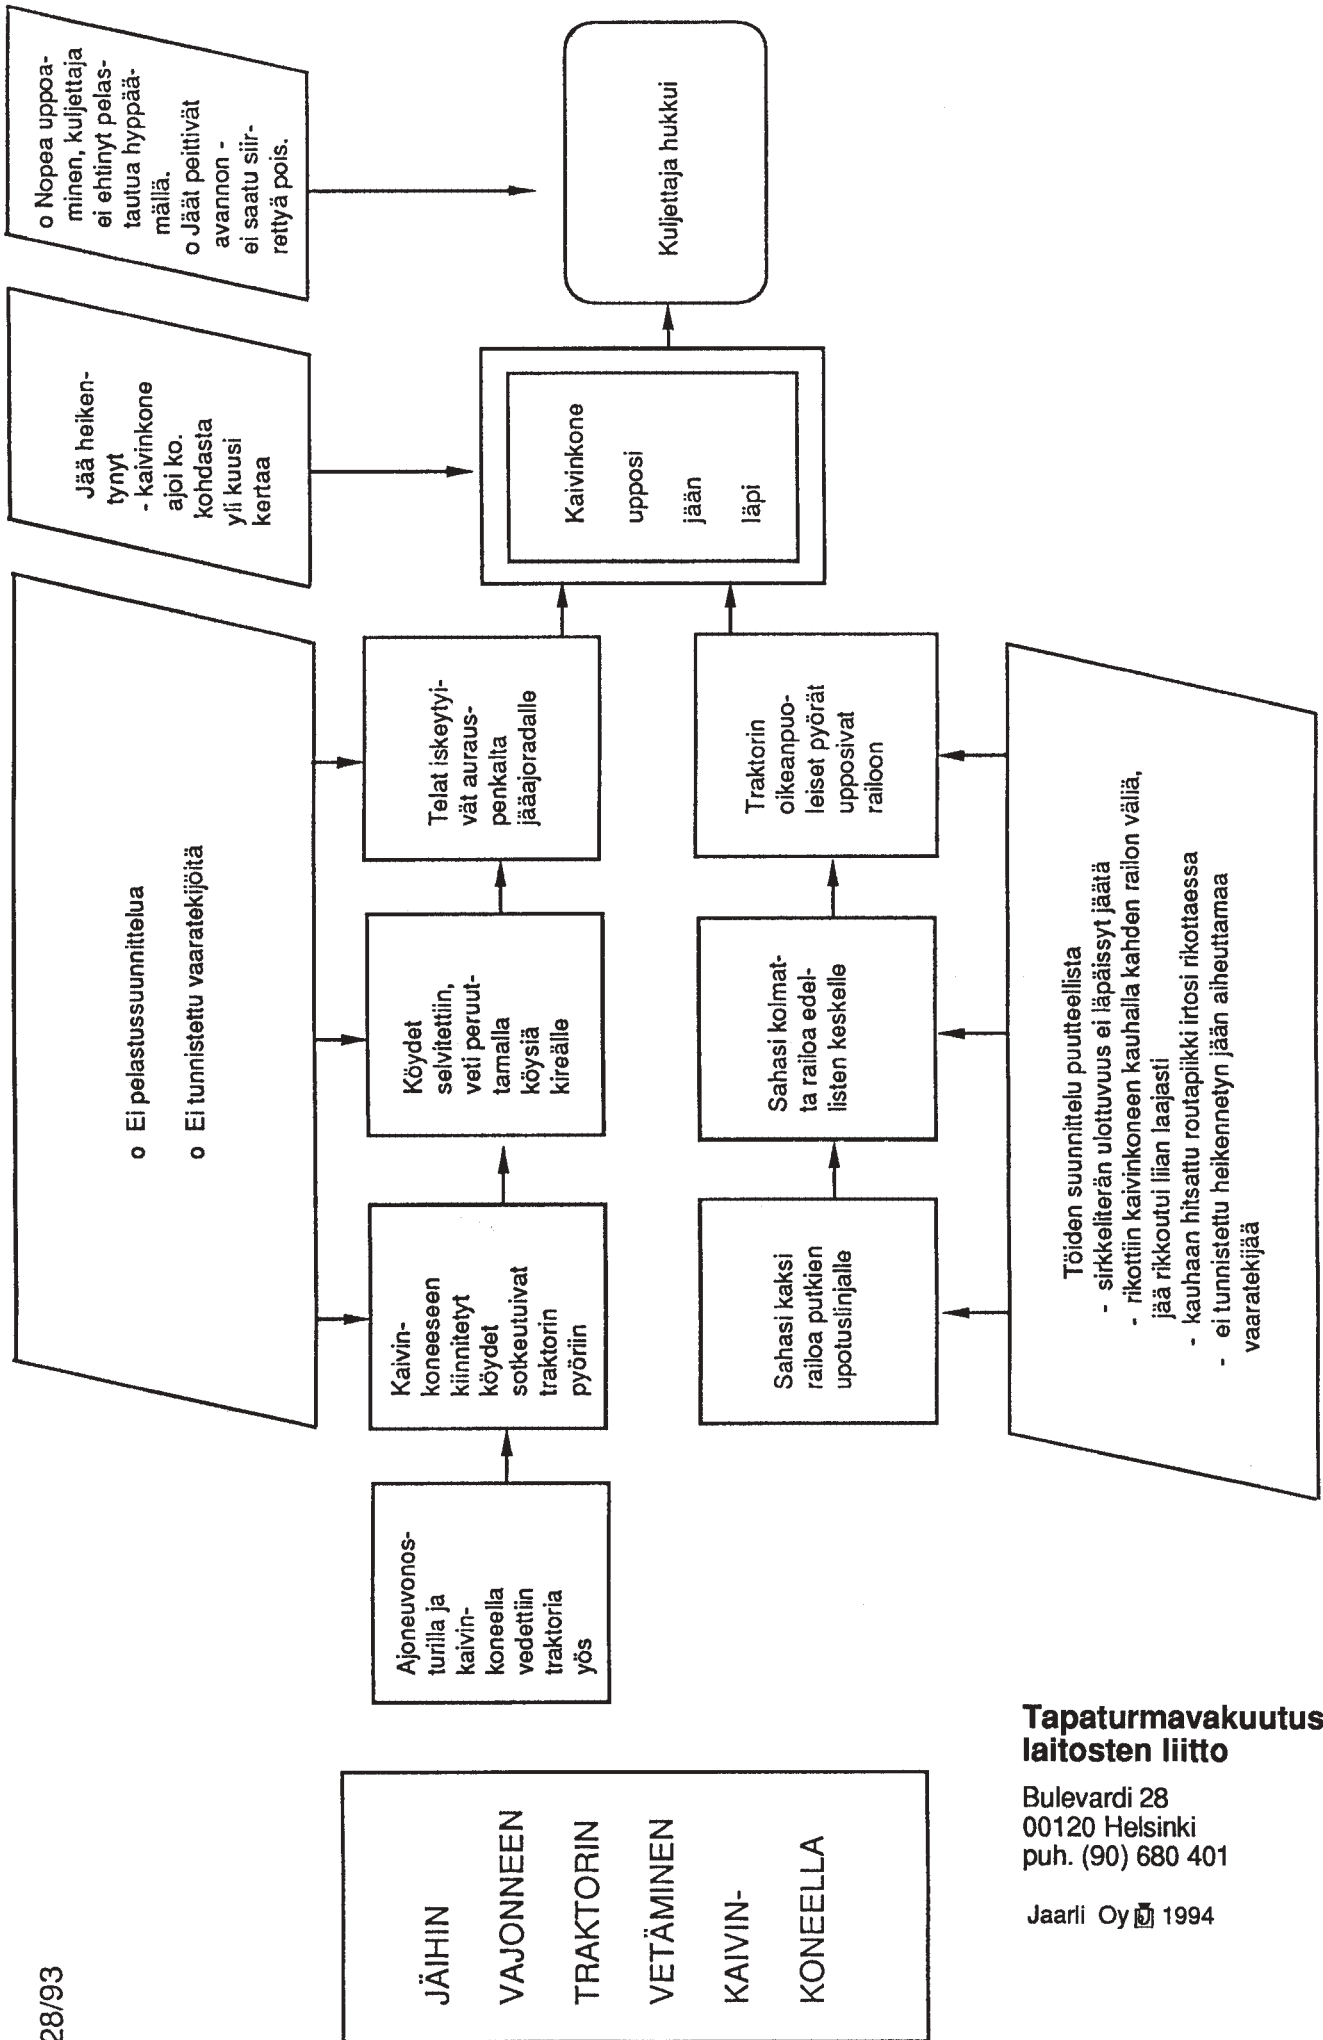 28/93
JÄIHIN
VAJONNEEN
TRAKTORIN
VETÄMINEN
KAIVIN-
KONEELLA
o Ei pelastussuunnittelua
o Ei tunnistettu vaaratekijöitä
Jää heiken-
tynyt
- kaivinkone
ajoi ko.
kohdasta
yli kuusi
kertaa
o Nopea uppoa-
minen, kuljettaja
ei ehtinyt pelas-
tautua hyppää-
mällä.
o Jäät peittivät
avannon -
ei saatu siir-
rettyä pois.
Ajoneuvonos-
turilla ja
kaivin-
koneella
vedettiin
traktoria
yös
Kaivin-
koneeseen
kiinnitetyt
köydet
sotkeutuivat
traktorin
pyöriin
Köydet
selvitettiin,
veti peruut-
tamalla
köysiä
kireälle
Telat iskeytyi-
vät auraus-
penkalta
jääajoradalle
Kaivinkone
upposi
jään
läpi
Kuljettaja hukkui
Sahasi kaksi
railoa putkien
upotuslinjalle
Sahasi kolmat-
ta railoa edel-
listen keskelle
Traktorin
oikeanpuo-
leiset pyörät
upposivat
railoon
Töiden suunnittelu puutteellista
- sirkkeliterän ulottuvuus ei läpäissyt jäätä
- rikottiin kaivinkoneen kauhalla kahden railon väliä,
jää rikkoutui liian laajasti
- kauhaan hitsattu routapiikki irtosi rikottaessa
- ei tunnistettu heikennetyn jään aiheuttamaa
vaaratekijää
Tapaturmavakuutus
laitosten liitto
Bulevardi 28
00120 Helsinki
puh. (90) 680 401
Jaarli Oy J 1994